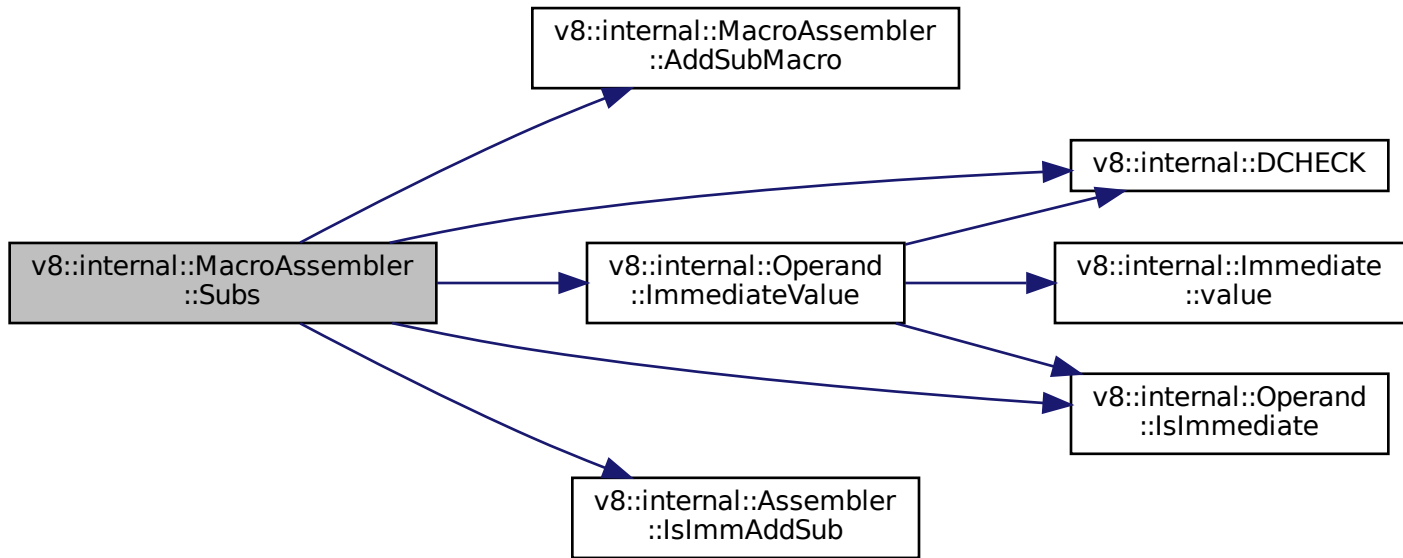 v8::internal::MacroAssembler
::AddSubMacro
v8::internal::DCHECK
v8::internal::MacroAssembler
::Subs
v8::internal::Operand
::ImmediateValue
v8::internal::Immediate
::value
v8::internal::Operand
::IsImmediate
v8::internal::Assembler
::IsImmAddSub